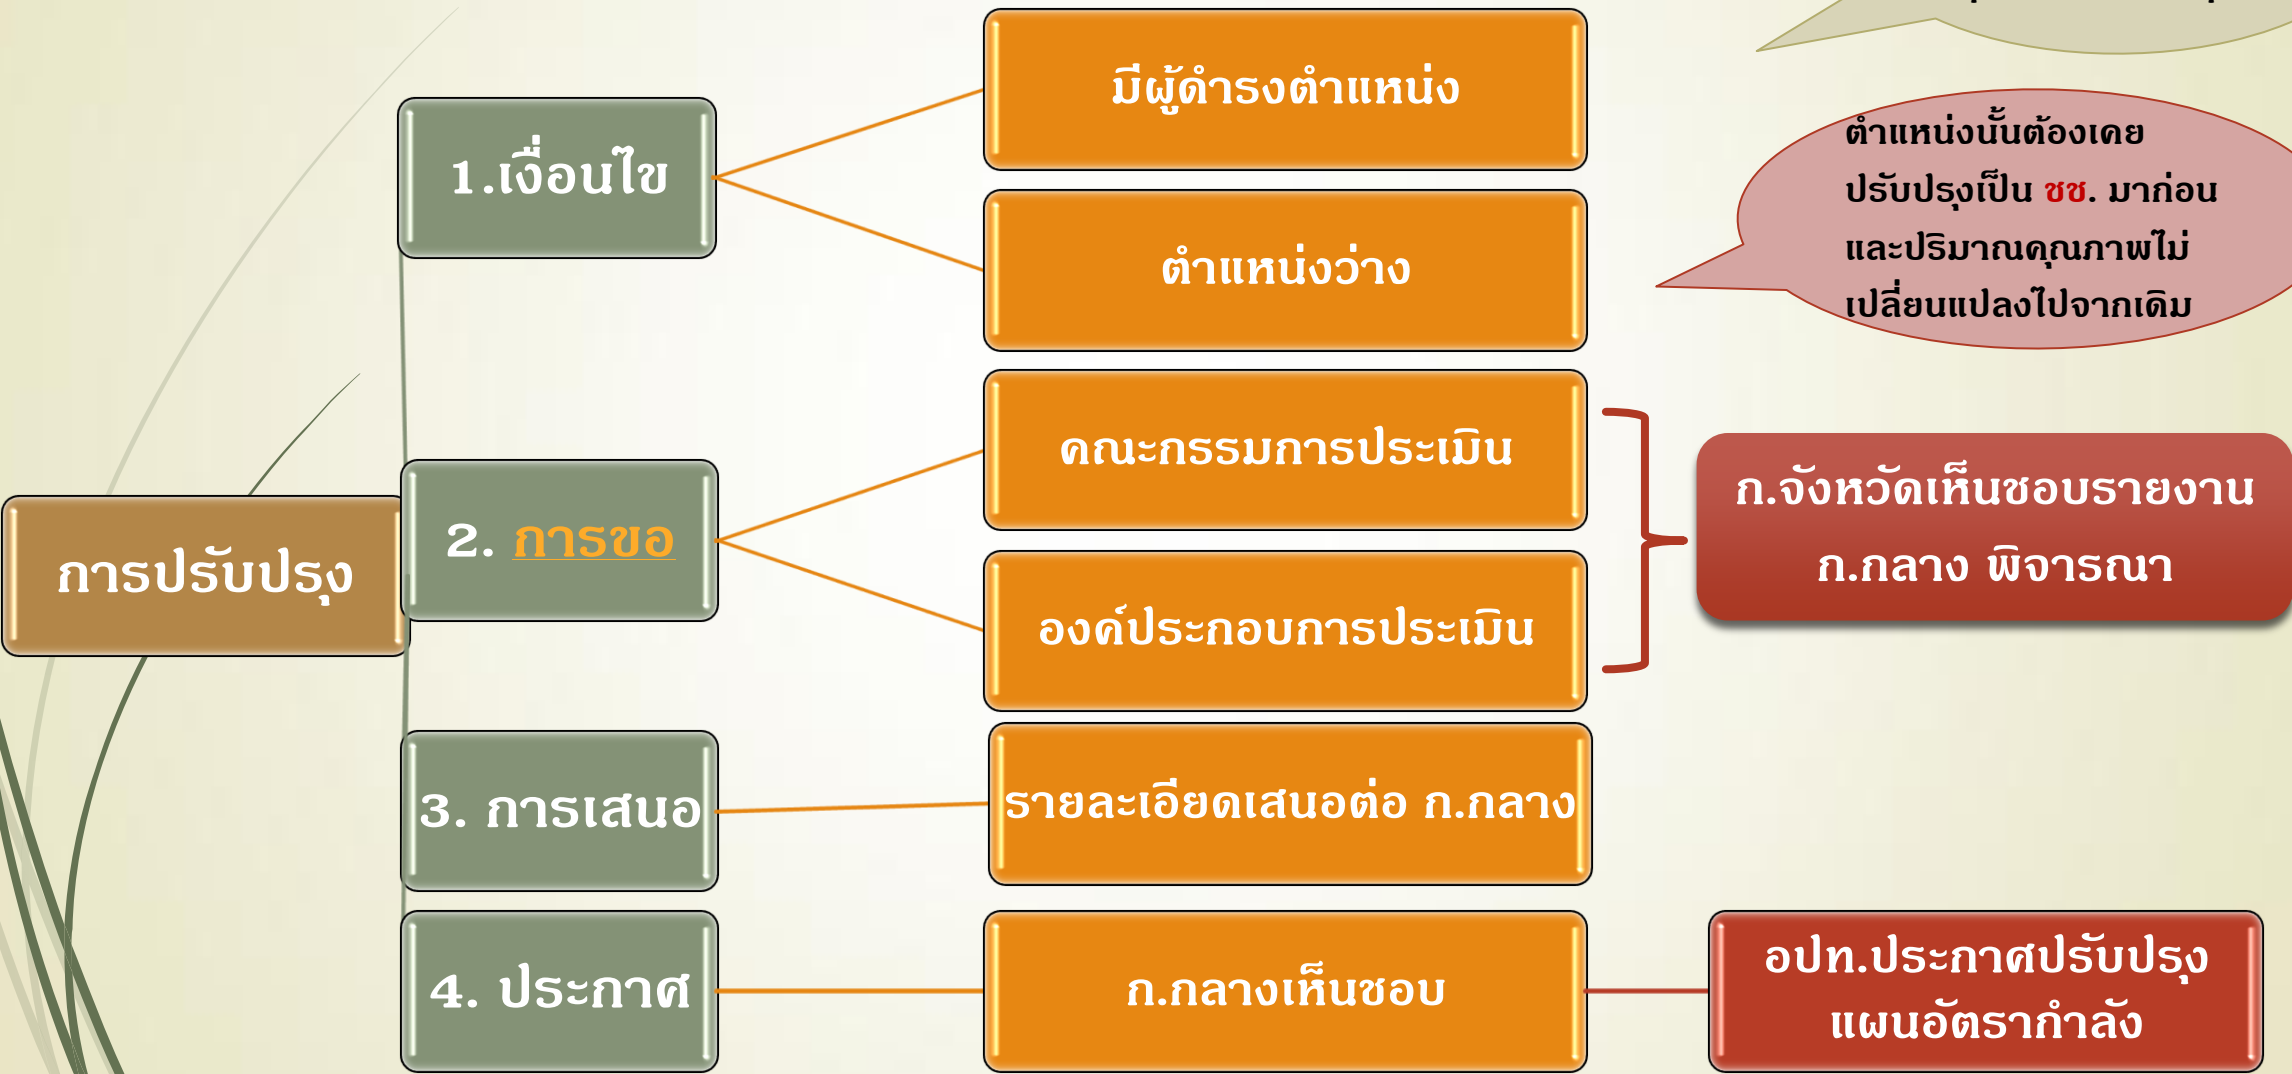 มีผู้ดำรงตำแหน่ง
1.เงื่อนไข
ตำแหน่งว่าง
ตำแหน่งนั้นต้องเคย
ปรับปรุงเป็น ชช. มาก่อน
และปริมาณคุณภาพไม่
เปลี่ยนแปลงไปจากเดิม
การปรับปรุง
2. การขอ
คณะกรรมการประเมิน
องค์ประกอบการประเมิน
ก.จังหวัดเห็นชอบรายงาน
ก.กลาง พิจารณา
3. การเสนอ
รายละเอียดเสนอต่อ ก.กลาง
4. ประกาศ
ก.กลางเห็นชอบ
อปท.ประกาศปรับปรุง
แผนอัตรากำลัง